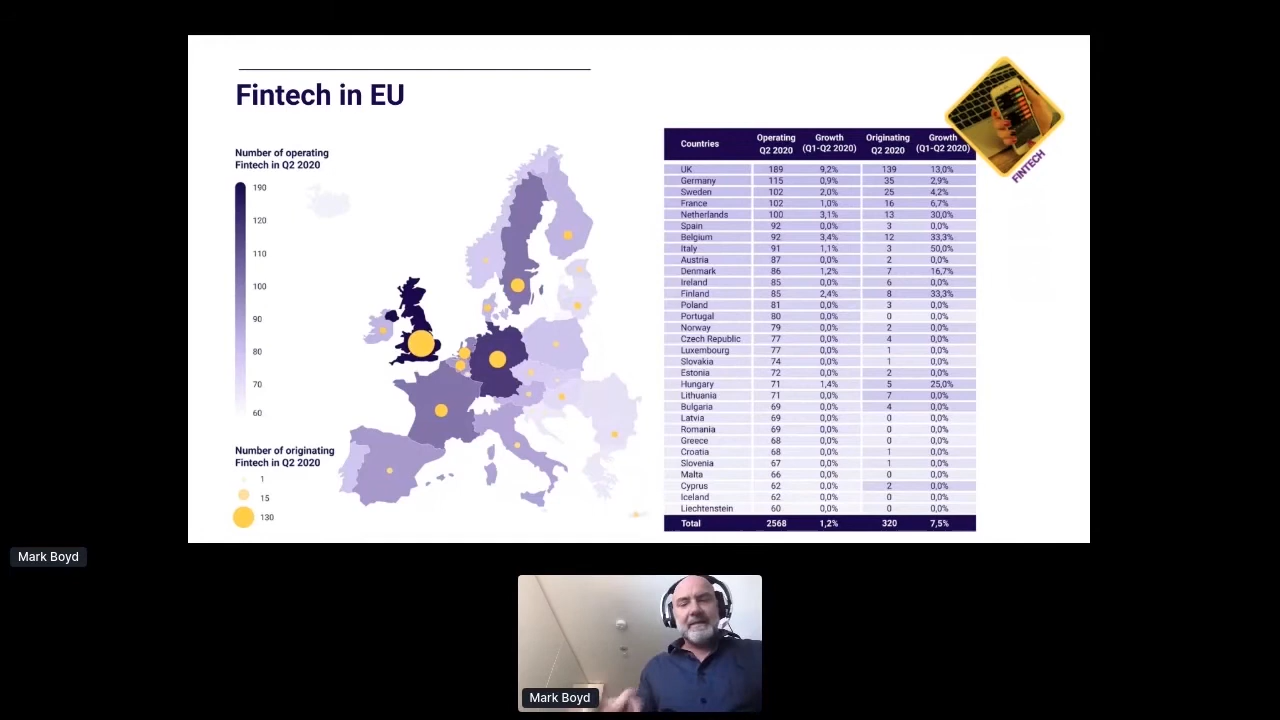 Fintech in EU
Number of operating
Fintech in Q2 2020
190
120
110
100
90
80
70
60
Number of originating
Fintech in Q2 2020
1
15
130
Countries Operating Q2 2020 Growth (Q1-Q2 2020) Originating Q2 2020 Growth (Q1-Q2 2020)
UK 189 9,2% 139 13,0%
Germany 115 0,9% 35 2,9%
Sweden 102 2,0% 25 4,2%
France 102 1,0% 16 6,7%
Netherlands 100 3,1% 13 30,0%
Spain 92 0,0% 3 0,0%
Belgium 92 3,4% 12 33,3%
Italy 91 1,1% 3 50,0%
Austria 87 0,0% 2 0,0%
Denmark 86 1,2% 7 16,7%
Ireland 85 0,0% 6 0,0%
Finland 85 2,4% 8 33,3%
Poland 81 0,0% 3 0,0%
Portugal 80 0,0% 0 0,0%
Norway 79 0,0% 2 0,0%
Czech Republic 77 0,0% 4 0,0%
Luxembourg 77 0,0% 1 0,0%
Slovakia 74 0,0% 1 0,0%
Estonia 72 0,0% 2 0,0%
Hungary 71 1,4% 5 25,0%
Lithuania 71 0,0% 7 0,0%
Bulgaria 69 0,0% 4 0,0%
Latvia 69 0,0% 0 0,0%
Romania 69 0,0% 0 0,0%
Greece 68 0,0% 0 0,0%
Croatia 68 0,0% 1 0,0%
Slovenia 67 0,0% 1 0,0%
Malta 66 0,0% 0 0,0%
Cyprus 62 0,0% 2 0,0%
Iceland 62 0,0% 0 0,0%
Liechtenstein 60 0,0% 0 0,0%
Total 2568 1,2% 320 7,5%
FINTECH
Mark Boyd
Mark Boyd